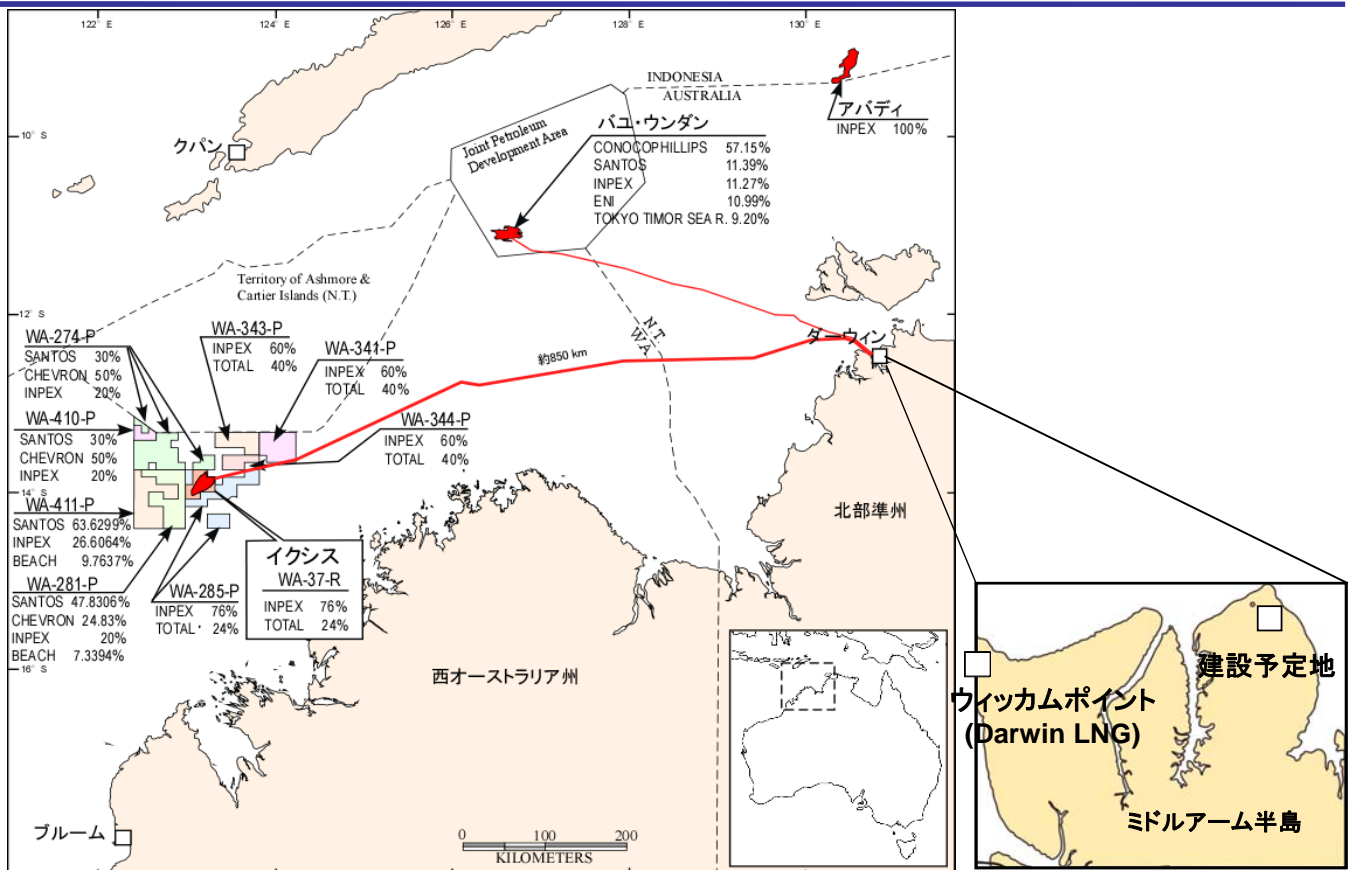 122° E
124° E
126° E
128° E
130° E
INDONESIA
AUSTRALIA
アバディ
INPEX 100%
10° S
クパン
Joint Petroleum
Development Area
バユ・ウンダン
CONOCOPHILLIPS 57.15%
SANTOS 11.39%
INPEX 11.27%
ENI 10.99%
TOKYO TIMOR SEA R. 9.20%
Territory of Ashmore &
Cartier Islands (N.T.)
12° S
N.T.
WA
ダーウィン
約850 km
WA-274-P
SANTOS 30%
CHEVRON 50%
INPEX 20%
WA-343-P
INPEX 60%
TOTAL 40%
WA-341-P
INPEX 60%
TOTAL 40%
WA-410-P
SANTOS 30%
CHEVRON 50%
INPEX 20%
WA-344-P
INPEX 60%
TOTAL 40%
14° S
WA-411-P
SANTOS 63.6299%
INPEX 26.6064%
BEACH 9.7637%
WA-281-P
SANTOS 47.8306%
CHEVRON 24.83%
INPEX 20%
BEACH 7.3394%
WA-285-P
INPEX 76%
TOTAL 24%
イクシス
WA-37-R
INPEX 76%
TOTAL 24%
北部準州
16° S
西オーストラリア州
ブルーム
0 100 200
KILOMETERS
建設予定地
ウィッカムポイント
(Darwin LNG)
ミドルアーム半島